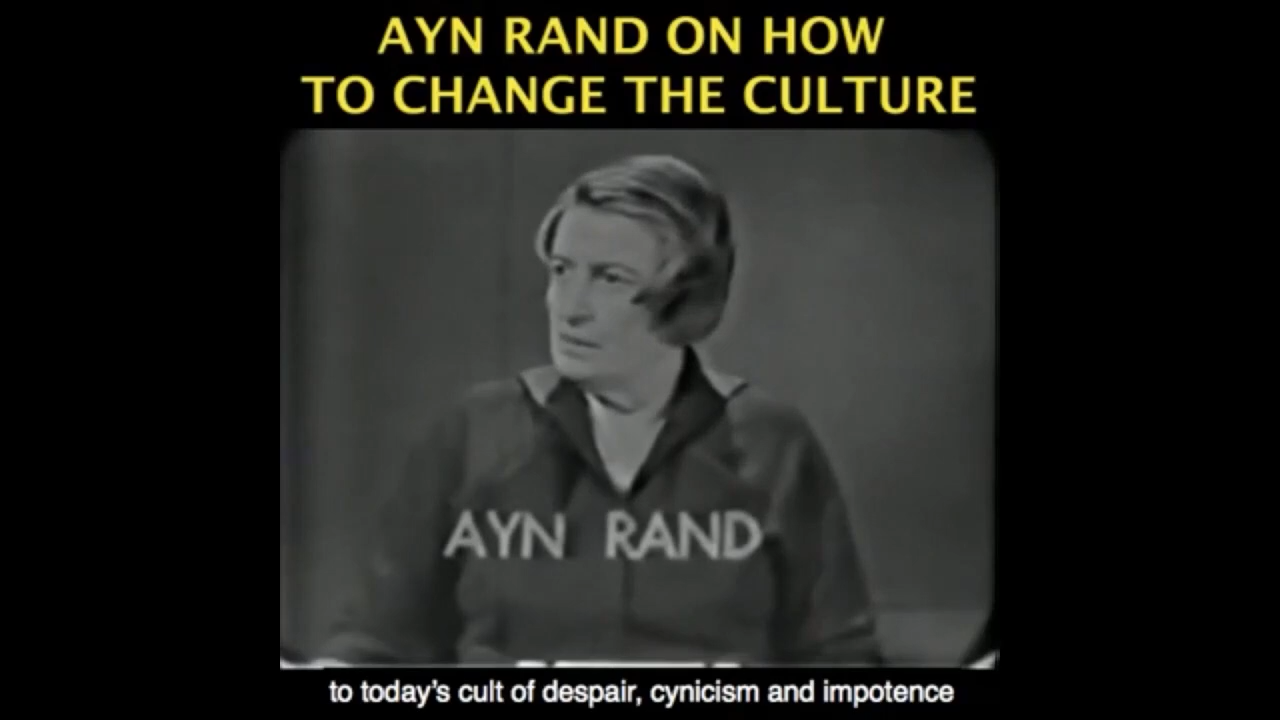 AYN RAND ON HOW
TO CHANGE THE CULTURE
AYN RAND
to today's cult of despair, cynicism and impotence